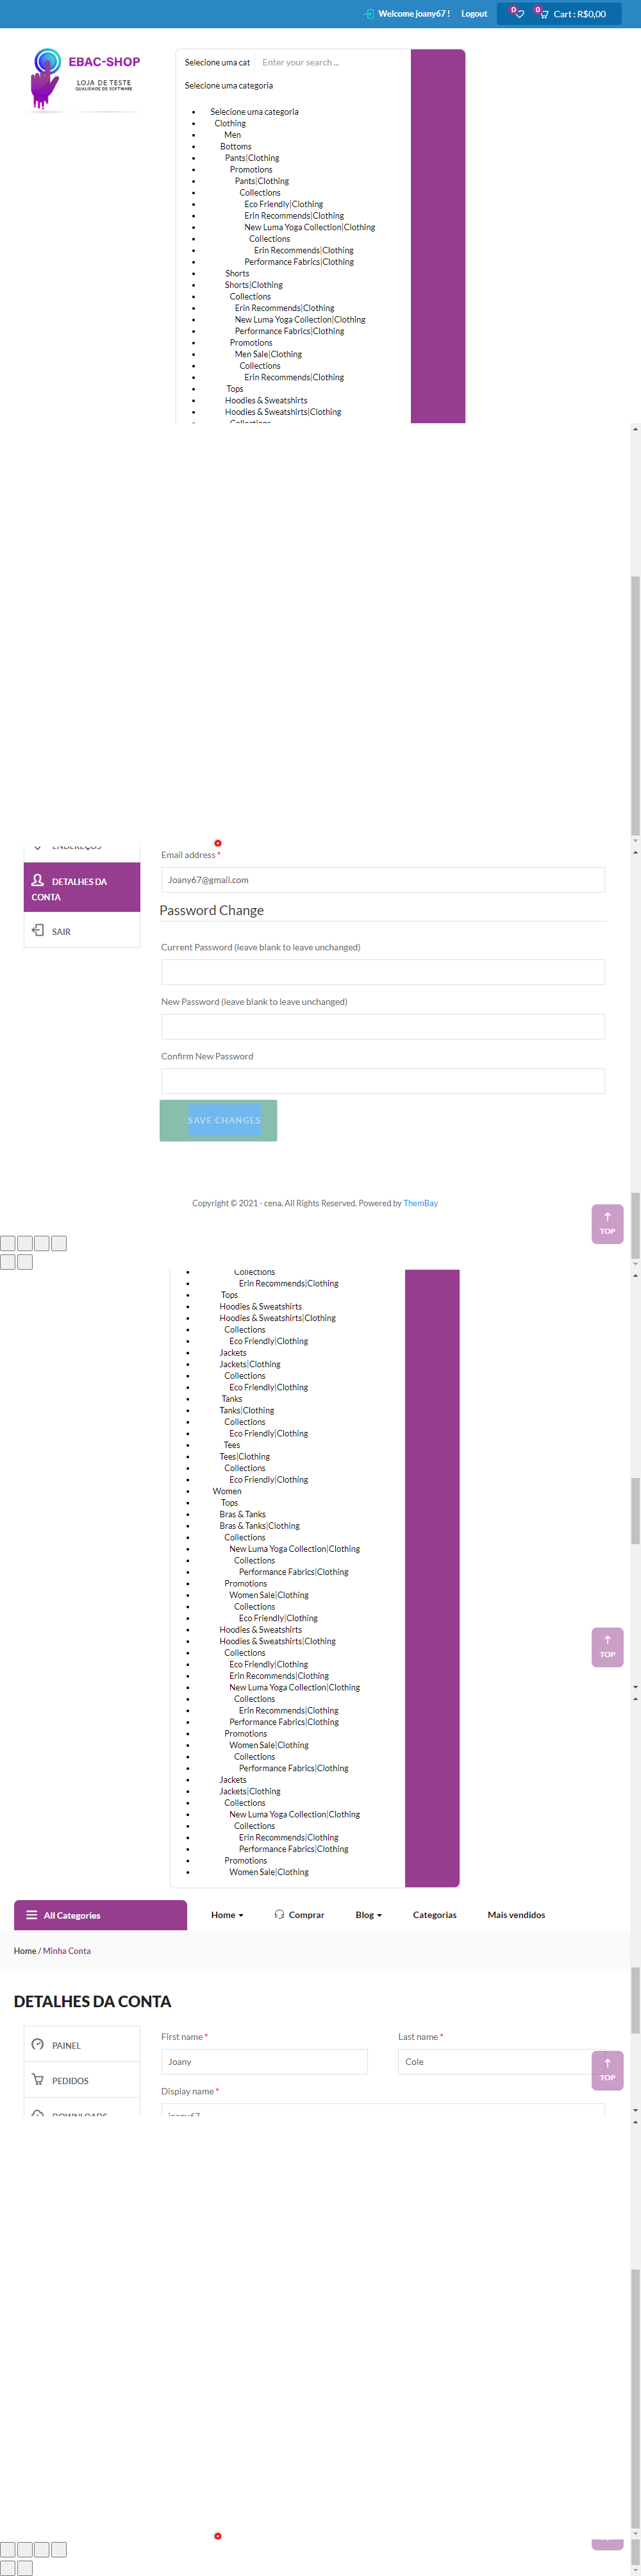 Welcome joany67 ! Logout 0 0 Cart : R$0,00
EBAC-SHOP
LOJA DE TESTE
QUALIDADE DE SOFTWARE
Selecione uma cat Enter your search ...
Selecione uma categoria
Selecione uma categoria
Clothing
Men
Bottoms
Pants|Clothing
Promotions
Pants|Clothing
Collections
Eco Friendly|Clothing
Erin Recommends|Clothing
New Luma Yoga Collection|Clothing
Collections
Erin Recommends|Clothing
Performance Fabrics|Clothing
Shorts
Shorts|Clothing
Collections
Erin Recommends|Clothing
New Luma Yoga Collection|Clothing
Performance Fabrics|Clothing
Promotions
Men Sale|Clothing
Collections
Erin Recommends|Clothing
Tops
Hoodies & Sweatshirts
Hoodies & Sweatshirts|Clothing
Collections
ENDEREÇOS
Email address *
Joany67@gmail.com
DETALHES DA CONTA
SAIR
Password Change
Current Password (leave blank to leave unchanged)
New Password (leave blank to leave unchanged)
Confirm New Password
SAVE CHANGES
Copyright © 2021 - cena. All Rights Reserved. Powered by ThemBay
TOP
Collections
Erin Recommends|Clothing
Tops
Hoodies & Sweatshirts
Hoodies & Sweatshirts|Clothing
Collections
Eco Friendly|Clothing
Jackets
Jackets|Clothing
Collections
Eco Friendly|Clothing
Tanks
Tanks|Clothing
Collections
Eco Friendly|Clothing
Tees
Tees|Clothing
Collections
Eco Friendly|Clothing
Women
Tops
Bras & Tanks
Bras & Tanks|Clothing
Collections
New Luma Yoga Collection|Clothing
Collections
Performance Fabrics|Clothing
Promotions
Women Sale|Clothing
Collections
Eco Friendly|Clothing
Hoodies & Sweatshirts
Hoodies & Sweatshirts|Clothing
Collections
TOP
Eco Friendly|Clothing
Erin Recommends|Clothing
New Luma Yoga Collection|Clothing
Collections
Erin Recommends|Clothing
Performance Fabrics|Clothing
Promotions
Women Sale|Clothing
Collections
Performance Fabrics|Clothing
Jackets
Jackets|Clothing
Collections
New Luma Yoga Collection|Clothing
Collections
Erin Recommends|Clothing
Performance Fabrics|Clothing
Promotions
Women Sale|Clothing
All Categories Home Comprar Blog Categorias Mais vendidos
Home / Minha Conta
DETALHES DA CONTA
PAINEL
PEDIDOS
DOWNLOADS
First name * Last name *
Joany Cole
TOP
Display name *
joany67